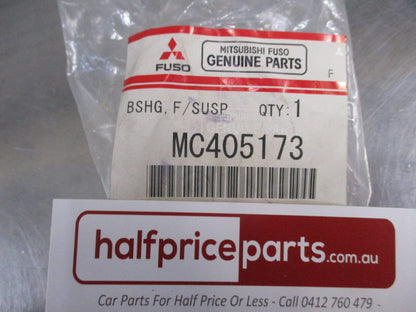 FUSO
MITSUBISHI FUSO
GENUINE PARTS
F
BSHG, F/SUSP QTY:1
MC405173
halfpriceparts.com.au
Car Parts For Half Price Or Less - Call 0412 760 479 -